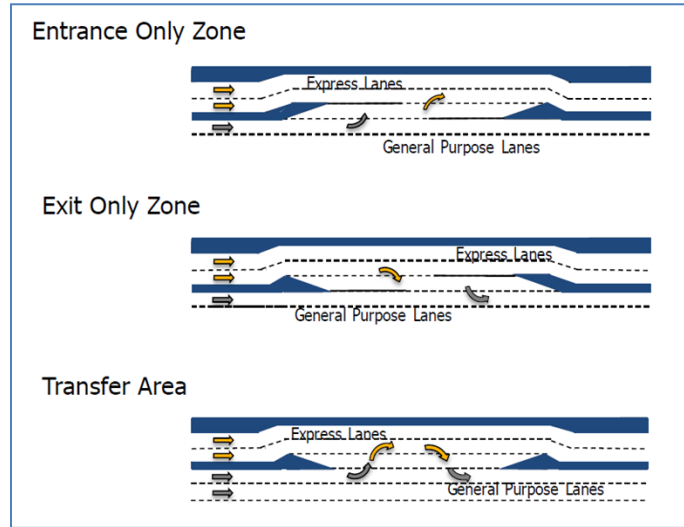 Entrance Only Zone
Express Lanes
General Purpose Lanes
Exit Only Zone
Express Lanes
General Purpose Lanes
Transfer Area
Express Lanes
General Purpose Lanes